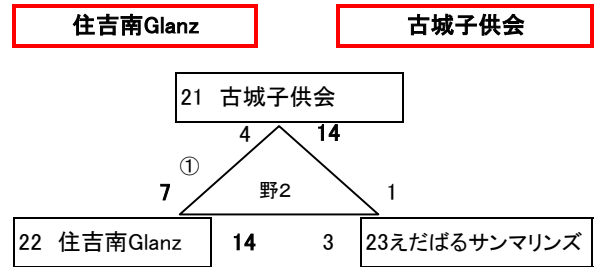 住吉南Glanz 古城子供会
21 古城子供会
4 14
①
7 野2 1
22 住吉南Glanz 14 3 23えだばるサンマリンズ